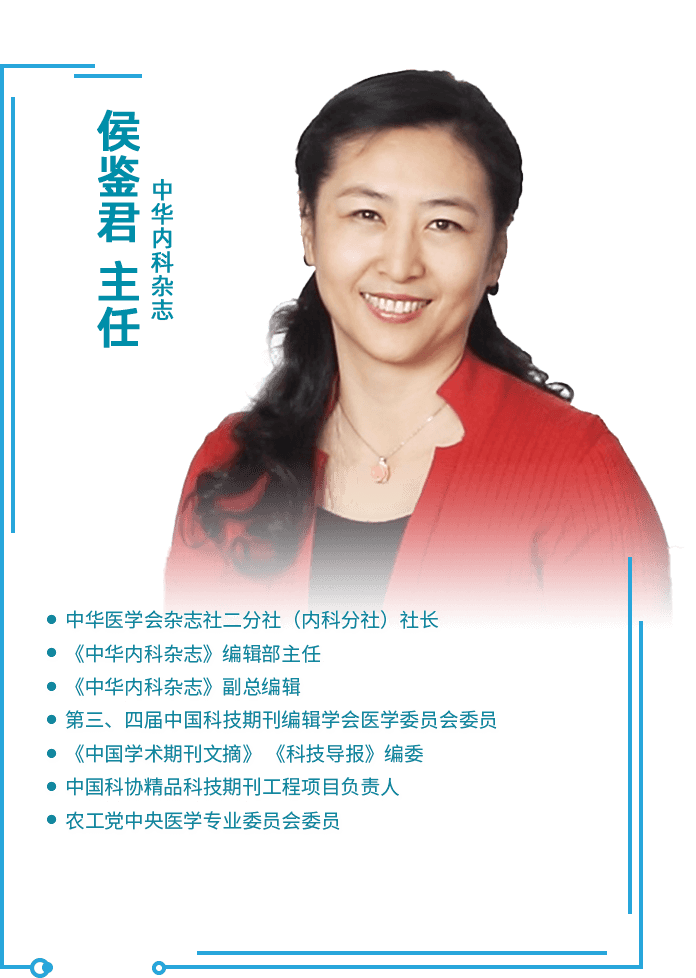 侯鉴君 主任
中华内科杂志
中华医学会杂志社二分社（内科分社）社长
《中华内科杂志》编辑部主任
《中华内科杂志》副总编辑
第三、四届中国科技期刊编辑学会医学委员会委员
《中国学术期刊文摘》 《科技导报》编委
中国科协精品科技期刊工程项目负责人
农工党中央医学专业委员会委员